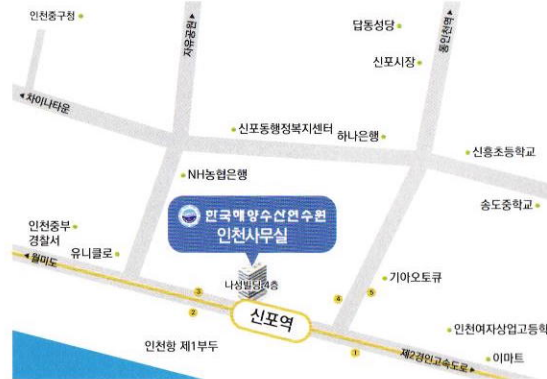 인천중구청
자유공원▶
답동성당
동인천역▶
신포시장
◀차이나타운
신포동행정복지센터
하나은행
신흥초등학교
NH농협은행
송도중학교
한국해양수산연수원
인천사무실
인천중부
경찰서
유니클로
◀월미도
나성빌딩4층
기아오토큐
3
2
4
5
신포역
1
인천여자상업고등학
인천항 제1부두
제2경인고속도로▶
이마트